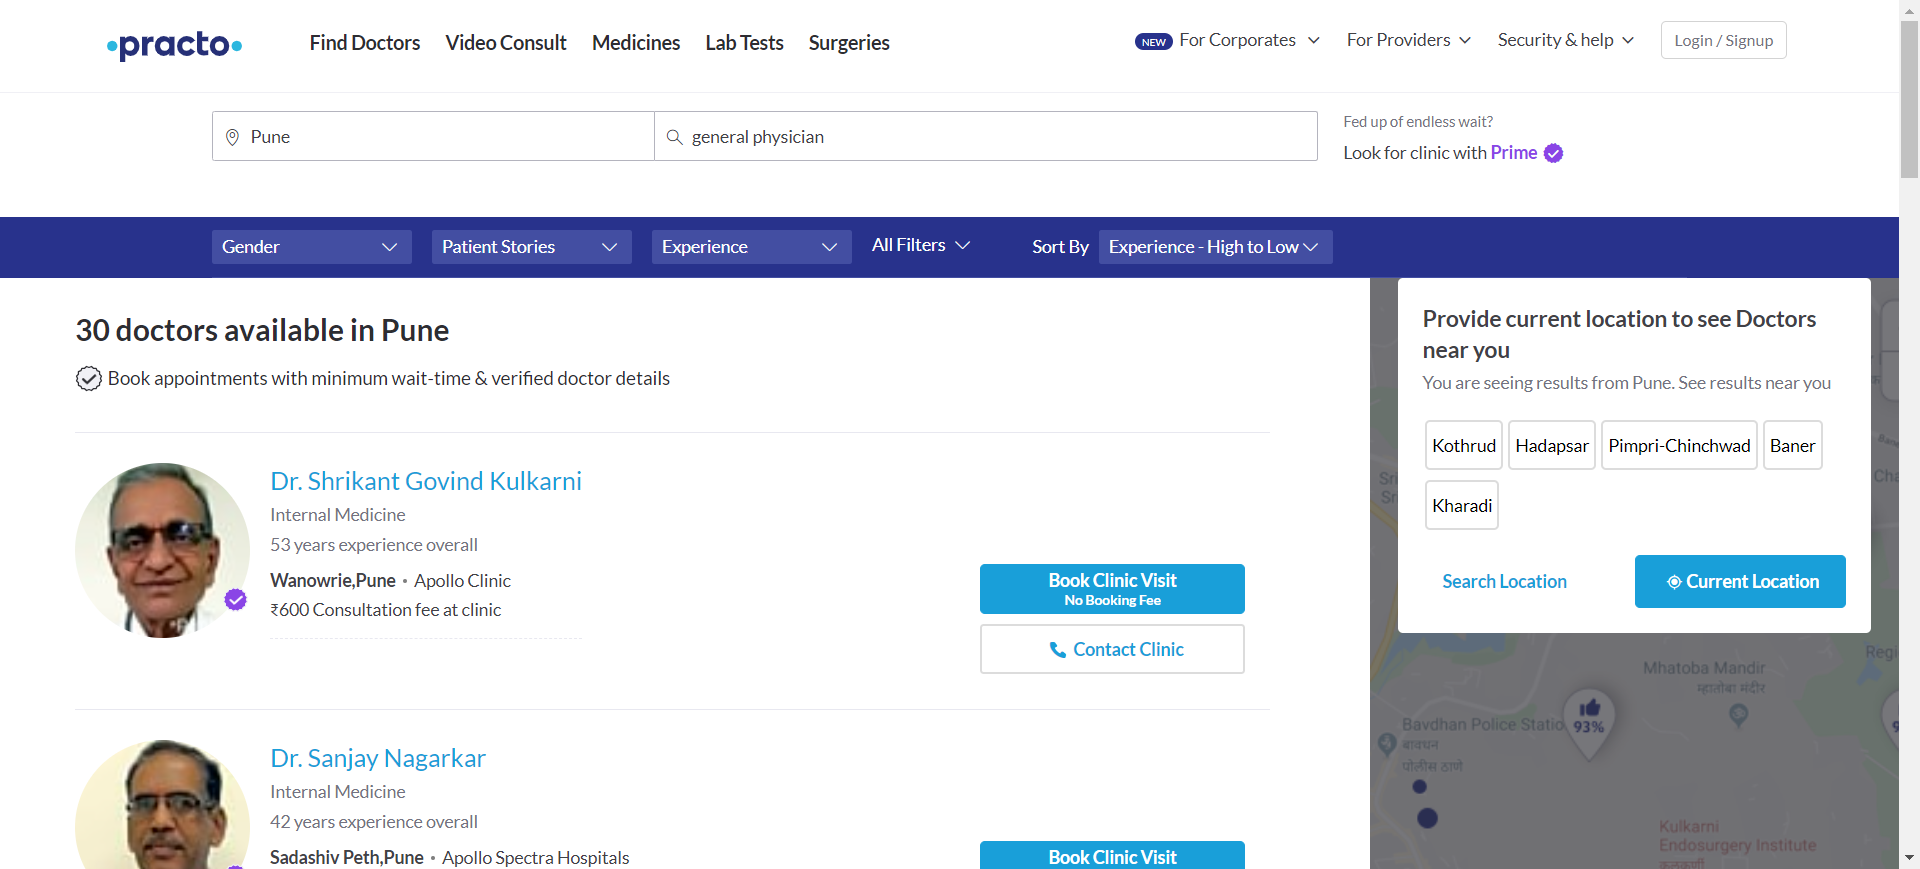 practo
Find Doctors
Video Consult
Medicines
Lab Tests
Surgeries
NEW For Corporates
For Providers
Security & help
Login / Signup
Pune
general physician
Fed up of endless wait?
Look for clinic with Prime
Gender
Patient Stories
Experience
All Filters
Sort By
Experience - High to Low
30 doctors available in Pune
Book appointments with minimum wait-time & verified doctor details
Dr. Shrikant Govind Kulkarni
Internal Medicine
53 years experience overall
Wanowrie,Pune • Apollo Clinic
₹600 Consultation fee at clinic
Book Clinic Visit
No Booking Fee
Contact Clinic
Dr. Sanjay Nagarkar
Internal Medicine
42 years experience overall
Sadashiv Peth,Pune • Apollo Spectra Hospitals
Book Clinic Visit
Provide current location to see Doctors
near you
You are seeing results from Pune. See results near you
Kothrud
Hadapsar
Pimpri-Chinchwad
Baner
Kharadi
Search Location
Current Location
Mhatoba Mandir
म्हातोबा मंदीर
Bavdhan Police Statio
बावधन
पोलीस ठाणे
93%
Kulkarni
Endosurgery Institute